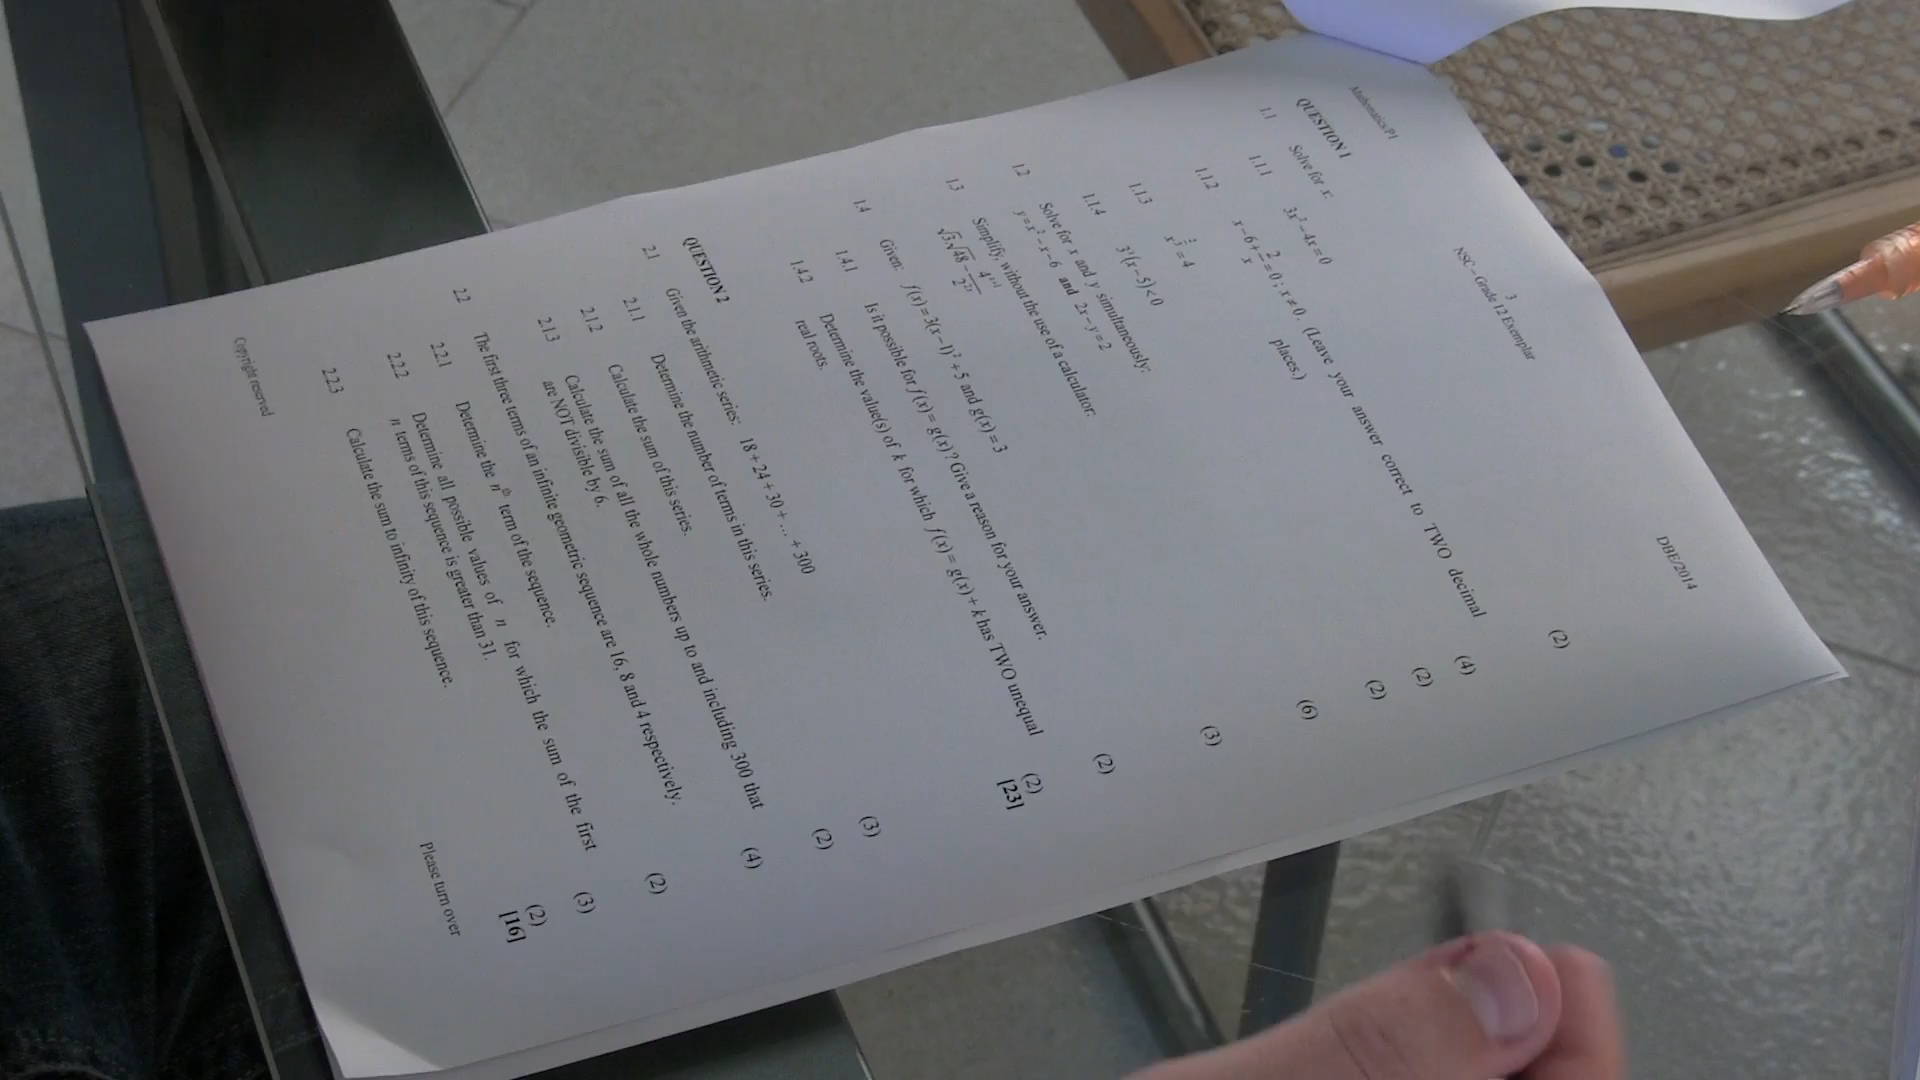 Mathematics P1 3 DBE/2014
NSC – Grade 12 Exemplar
QUESTION 1
1.1 Solve for x:
1.1.1 3x² – 4x = 0 (2)
1.1.2 x – 6 + 2/x = 0 ; x ≠ 0. (Leave your answer correct to TWO decimal
places.) (4)
1.1.3 x^(2/3) = 4 (2)
1.1.4 3ˣ(x – 5) < 0 (2)
1.2 Solve for x and y simultaneously:
y = x² – x – 6 and 2x – y = 2 (6)
1.3 Simplify, without the use of a calculator:
√3.√48 – 4ˣ⁺¹/2²ˣ (3)
1.4 Given: f(x) = 3(x – 1)² + 5 and g(x) = 3
1.4.1 Is it possible for f(x) = g(x)? Give a reason for your answer. (2)
1.4.2 Determine the value(s) of k for which f(x) = g(x) + k has TWO unequal
real roots. (2)
[23]
QUESTION 2
2.1 Given the arithmetic series: 18 + 24 + 30 + ... + 300
2.1.1 Determine the number of terms in this series. (3)
2.1.2 Calculate the sum of this series. (2)
2.1.3 Calculate the sum of all the whole numbers up to and including 300 that
are NOT divisible by 6. (4)
2.2 The first three terms of an infinite geometric sequence are 16, 8 and 4 respectively.
2.2.1 Determine the nᵗʰ term of the sequence. (2)
2.2.2 Determine all possible values of n for which the sum of the first
n terms of this sequence is greater than 31. (3)
2.2.3 Calculate the sum to infinity of this sequence. (2)
[16]
Copyright reserved Please turn over